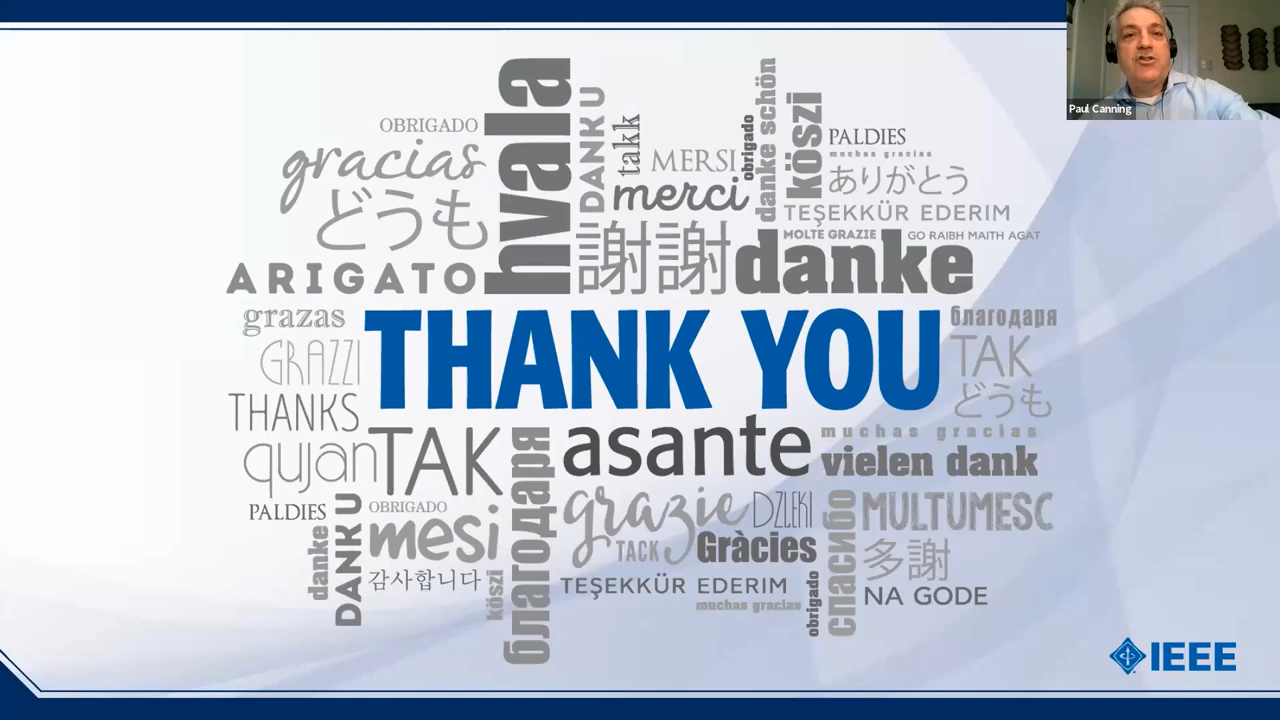 Paul Canning
OBRIGADO
gracias
どうも
ARIGATO
hvala
DANKU
takk
MERSI
merci
obrigado
danke schön
köszi
PALDIES
muchas gracias
ありがとう
TEŞEKKÜR EDERIM
MOLTE GRAZIE
GO RAIBH MAITH AGAT
謝謝
danke
grazas
GRAZZI
THANKS
THANK YOU
благодаря
TAK
どうも
qujan
TAK
asante
muchas gracias
vielen dank
PALDIES
danke
DANKU
OBRIGADO
mesi
감사합니다
köszi
благодаря
grazie
DZIEKI
TACK
Gràcies
TEŞEKKÜR EDERIM
muchas gracias
obrigado
спасибо
MULTUMESC
多謝
NA GODE
IEEE